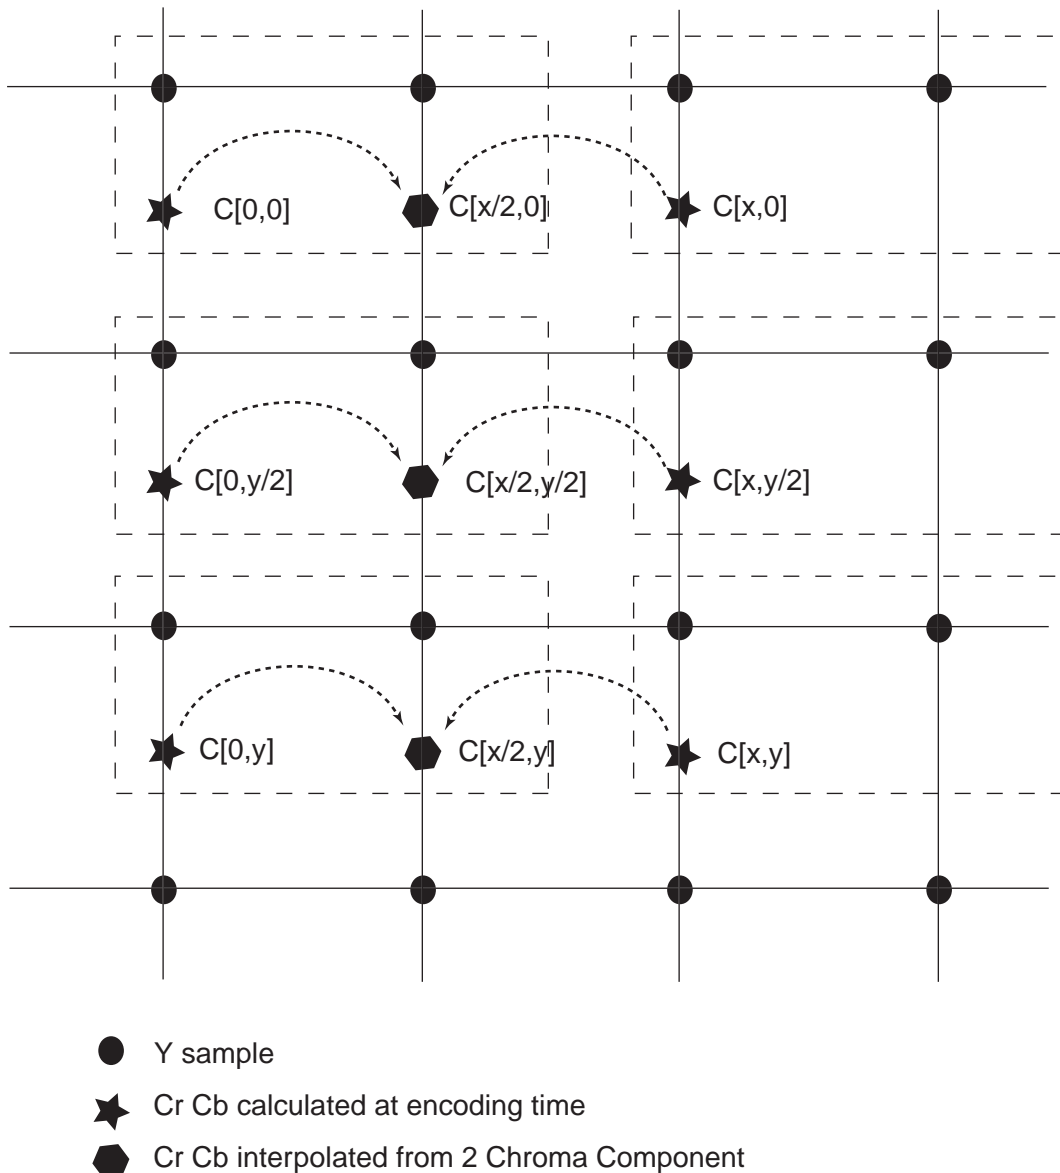 C[0,0] C[x/2,0] C[x,0]
C[0,y/2] C[x/2,y/2] C[x,y/2]
C[0,y] C[x/2,y] C[x,y]
Y sample
Cr Cb calculated at encoding time
Cr Cb interpolated from 2 Chroma Component